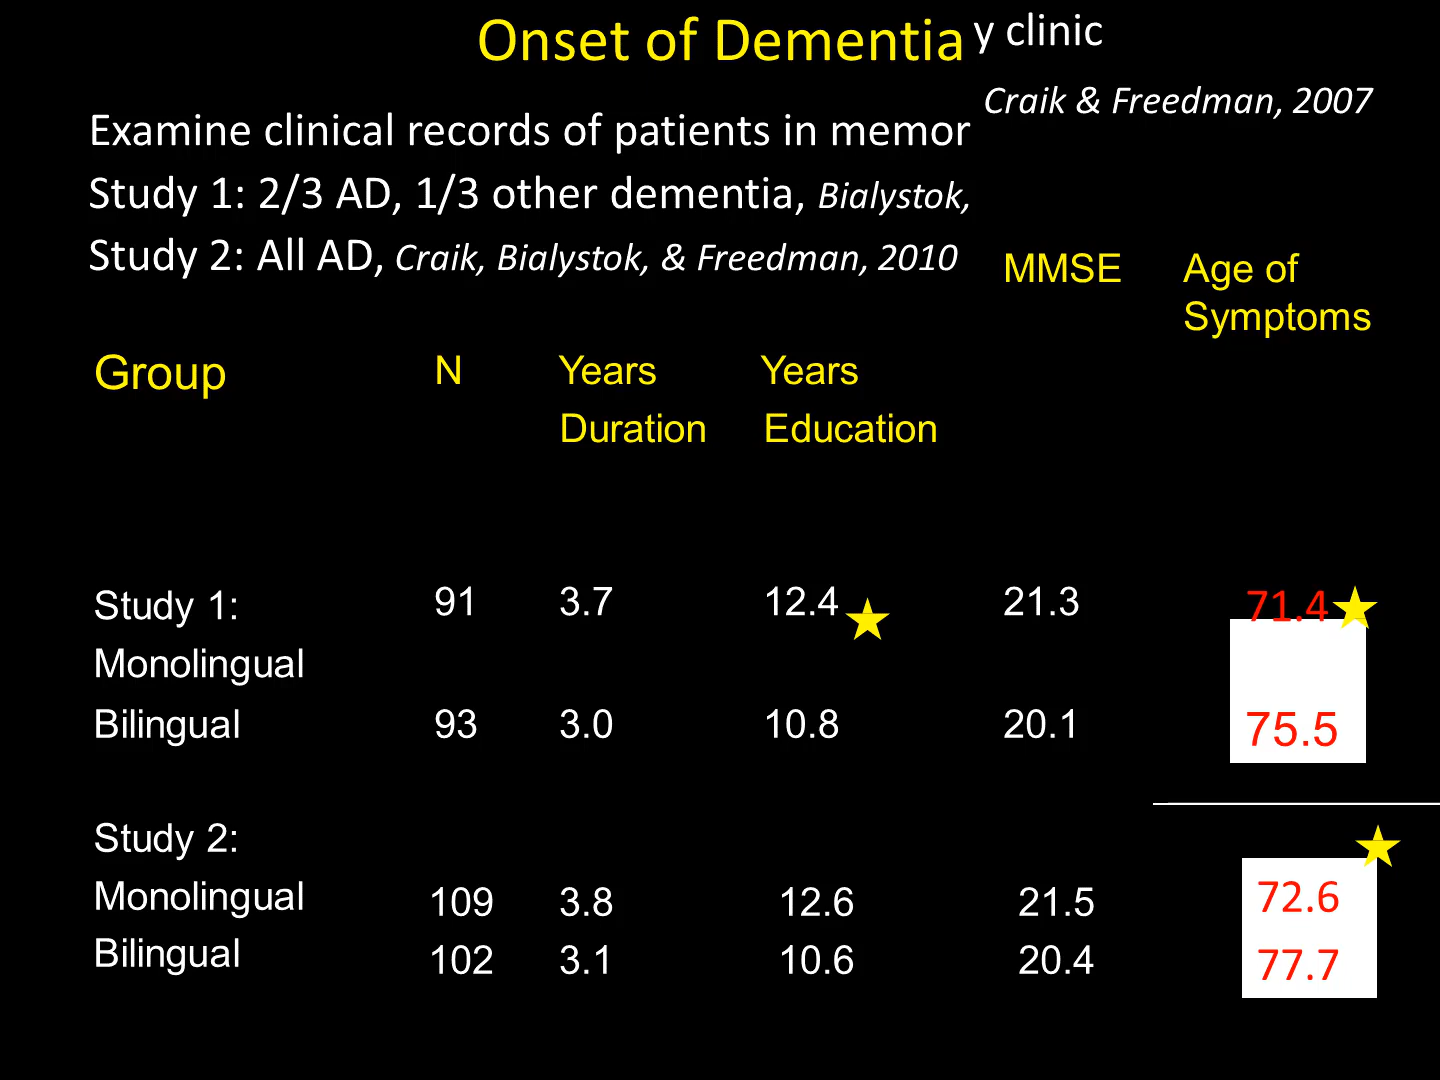 Onset of Dementia
Examine clinical records of patients in memory clinic
Study 1: 2/3 AD, 1/3 other dementia, Bialystok, Craik & Freedman, 2007
Study 2: All AD, Craik, Bialystok, & Freedman, 2010
Group N Years Duration Years Education MMSE Age of Symptoms
Study 1:
Monolingual 91 3.7 12.4 21.3 71.4
Bilingual 93 3.0 10.8 20.1 75.5
Study 2:
Monolingual 109 3.8 12.6 21.5 72.6
Bilingual 102 3.1 10.6 20.4 77.7